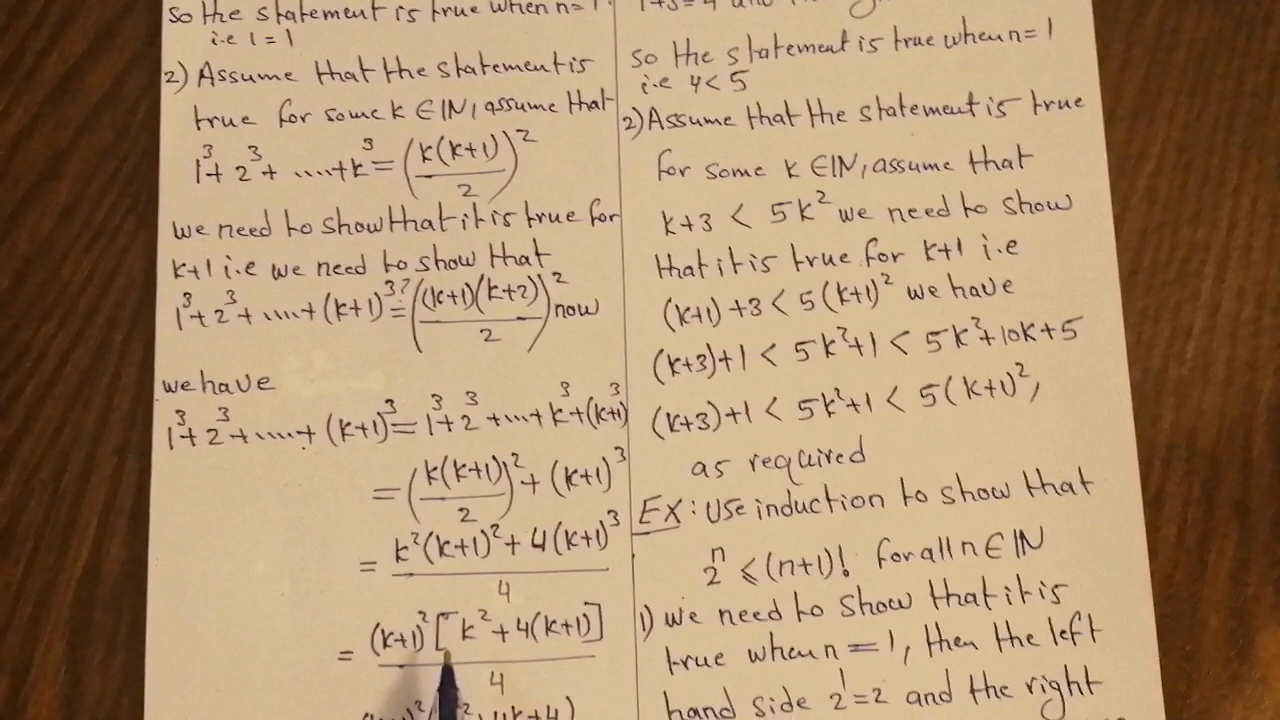 so the statement is true when n=1.
i.e 1=1
2) Assume that the statement is
true for some k ∈ IN, assume that
1³+2³+.....+k³=(k(k+1)/2)²
we need to show that it is true for
k+1 i.e we need to show that
1³+2³+.....+(k+1)³ ?= ((k+1)(k+2)/2)² now
we have
1³+2³+.....+(k+1)³=1³+2³+...+k³+(k+1)³
=(k(k+1)/2)²+(k+1)³
= k²(k+1)²+4(k+1)³/4
= (k+1)²[k²+4(k+1)]/4
so the statement is true when n=1
i.e 4<5
2) Assume that the statement is true
for some k ∈ IN, assume that
k+3 < 5k² we need to show
that it is true for k+1 i.e
(k+1)+3<5(k+1)² we have
(k+3)+1 < 5k²+1 < 5k²+10k+5
(k+3)+1 < 5k²+1 < 5(k+1)²,
as required
EX: Use induction to show that
2ⁿ ≤ (n+1)! for all n ∈ IN
1) we need to show that it is
true when n=1, then the left
hand side 2¹=2 and the right